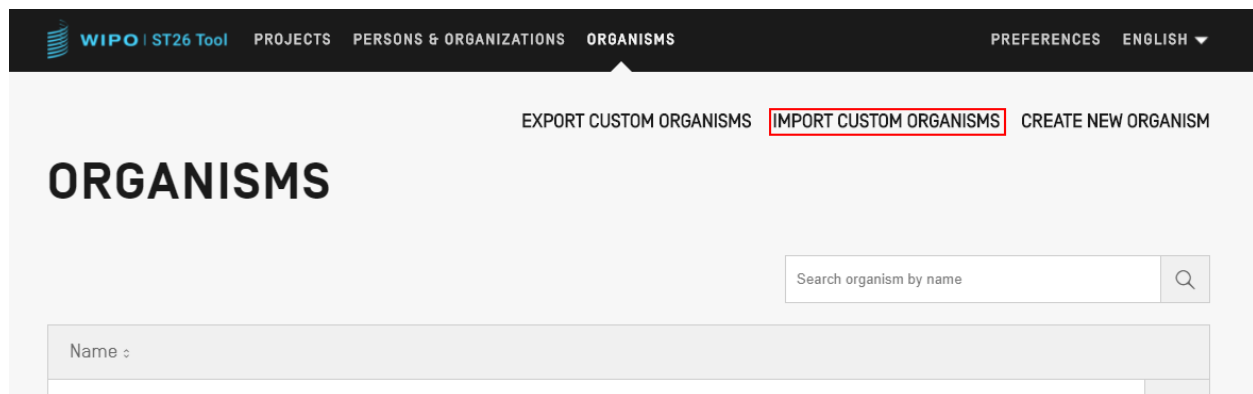 WIPO | ST26 Tool PROJECTS PERSONS & ORGANIZATIONS ORGANISMS PREFERENCES ENGLISH
EXPORT CUSTOM ORGANISMS IMPORT CUSTOM ORGANISMS CREATE NEW ORGANISM
ORGANISMS
Search organism by name
Name